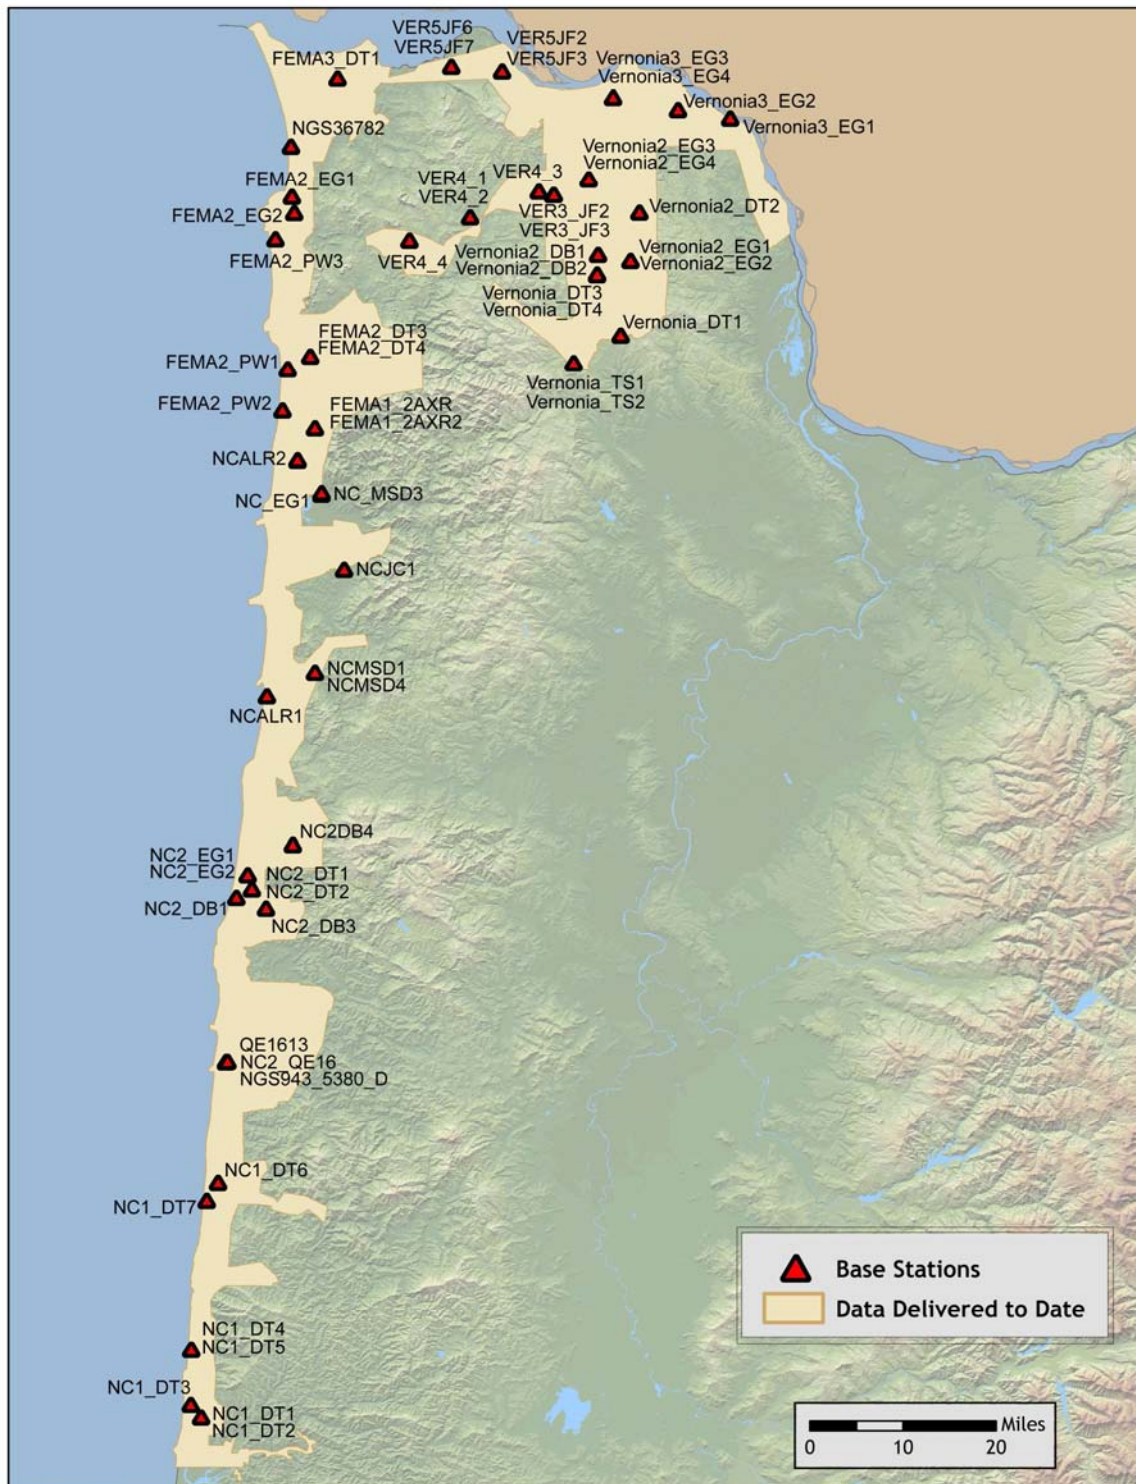 VER5JF6
VER5JF7
VER5JF2
VER5JF3
FEMA3_DT1
Vernonia3_EG3
Vernonia3_EG4
Vernonia3_EG2
Vernonia3_EG1
NGS36782
Vernonia2_EG3
Vernonia2_EG4
FEMA2_EG1
VER4_1
VER4_2
VER4_3
FEMA2_EG2
VER3_JF2
VER3_JF3
Vernonia2_DT2
FEMA2_PW3
VER4_4
Vernonia2_DB1
Vernonia2_DB2
Vernonia2_EG1
Vernonia2_EG2
Vernonia_DT3
Vernonia_DT4
Vernonia_DT1
FEMA2_DT3
FEMA2_DT4
FEMA2_PW1
Vernonia_TS1
Vernonia_TS2
FEMA2_PW2
FEMA1_2AXR
FEMA1_2AXR2
NCALR2
NC_EG1
NC_MSD3
NCJC1
NCMSD1
NCMSD4
NCALR1
NC2DB4
NC2_EG1
NC2_EG2
NC2_DT1
NC2_DT2
NC2_DB1
NC2_DB3
QE1613
NC2_QE16
NGS943_5380_D
NC1_DT6
NC1_DT7
Base Stations
Data Delivered to Date
NC1_DT4
NC1_DT5
NC1_DT3
NC1_DT1
NC1_DT2
Miles
0 10 20